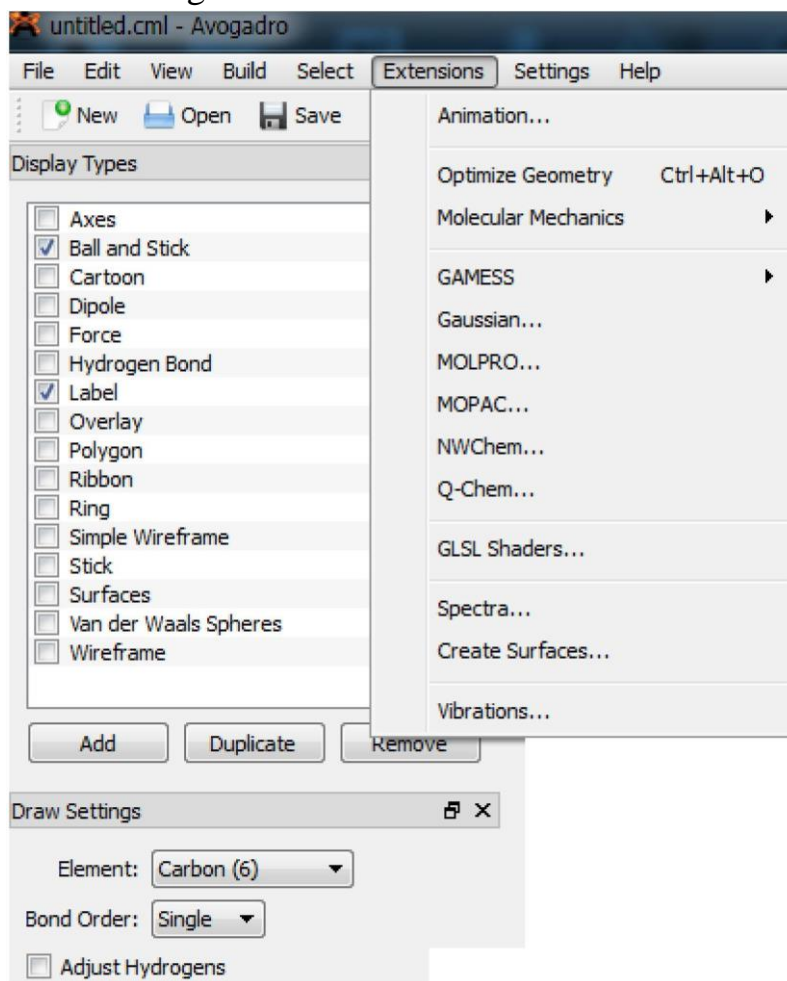 untitled.cml - Avogadro
File Edit View Build Select Extensions Settings Help
New Open Save
Display Types
Axes
Ball and Stick
Cartoon
Dipole
Force
Hydrogen Bond
Label
Overlay
Polygon
Ribbon
Ring
Simple Wireframe
Stick
Surfaces
Van der Waals Spheres
Wireframe
Add Duplicate Remove
Animation...
Optimize Geometry Ctrl+Alt+O
Molecular Mechanics
GAMESS
Gaussian...
MOLPRO...
MOPAC...
NWChem...
Q-Chem...
GLSL Shaders...
Spectra...
Create Surfaces...
Vibrations...
Draw Settings
Element: Carbon (6)
Bond Order: Single
Adjust Hydrogens